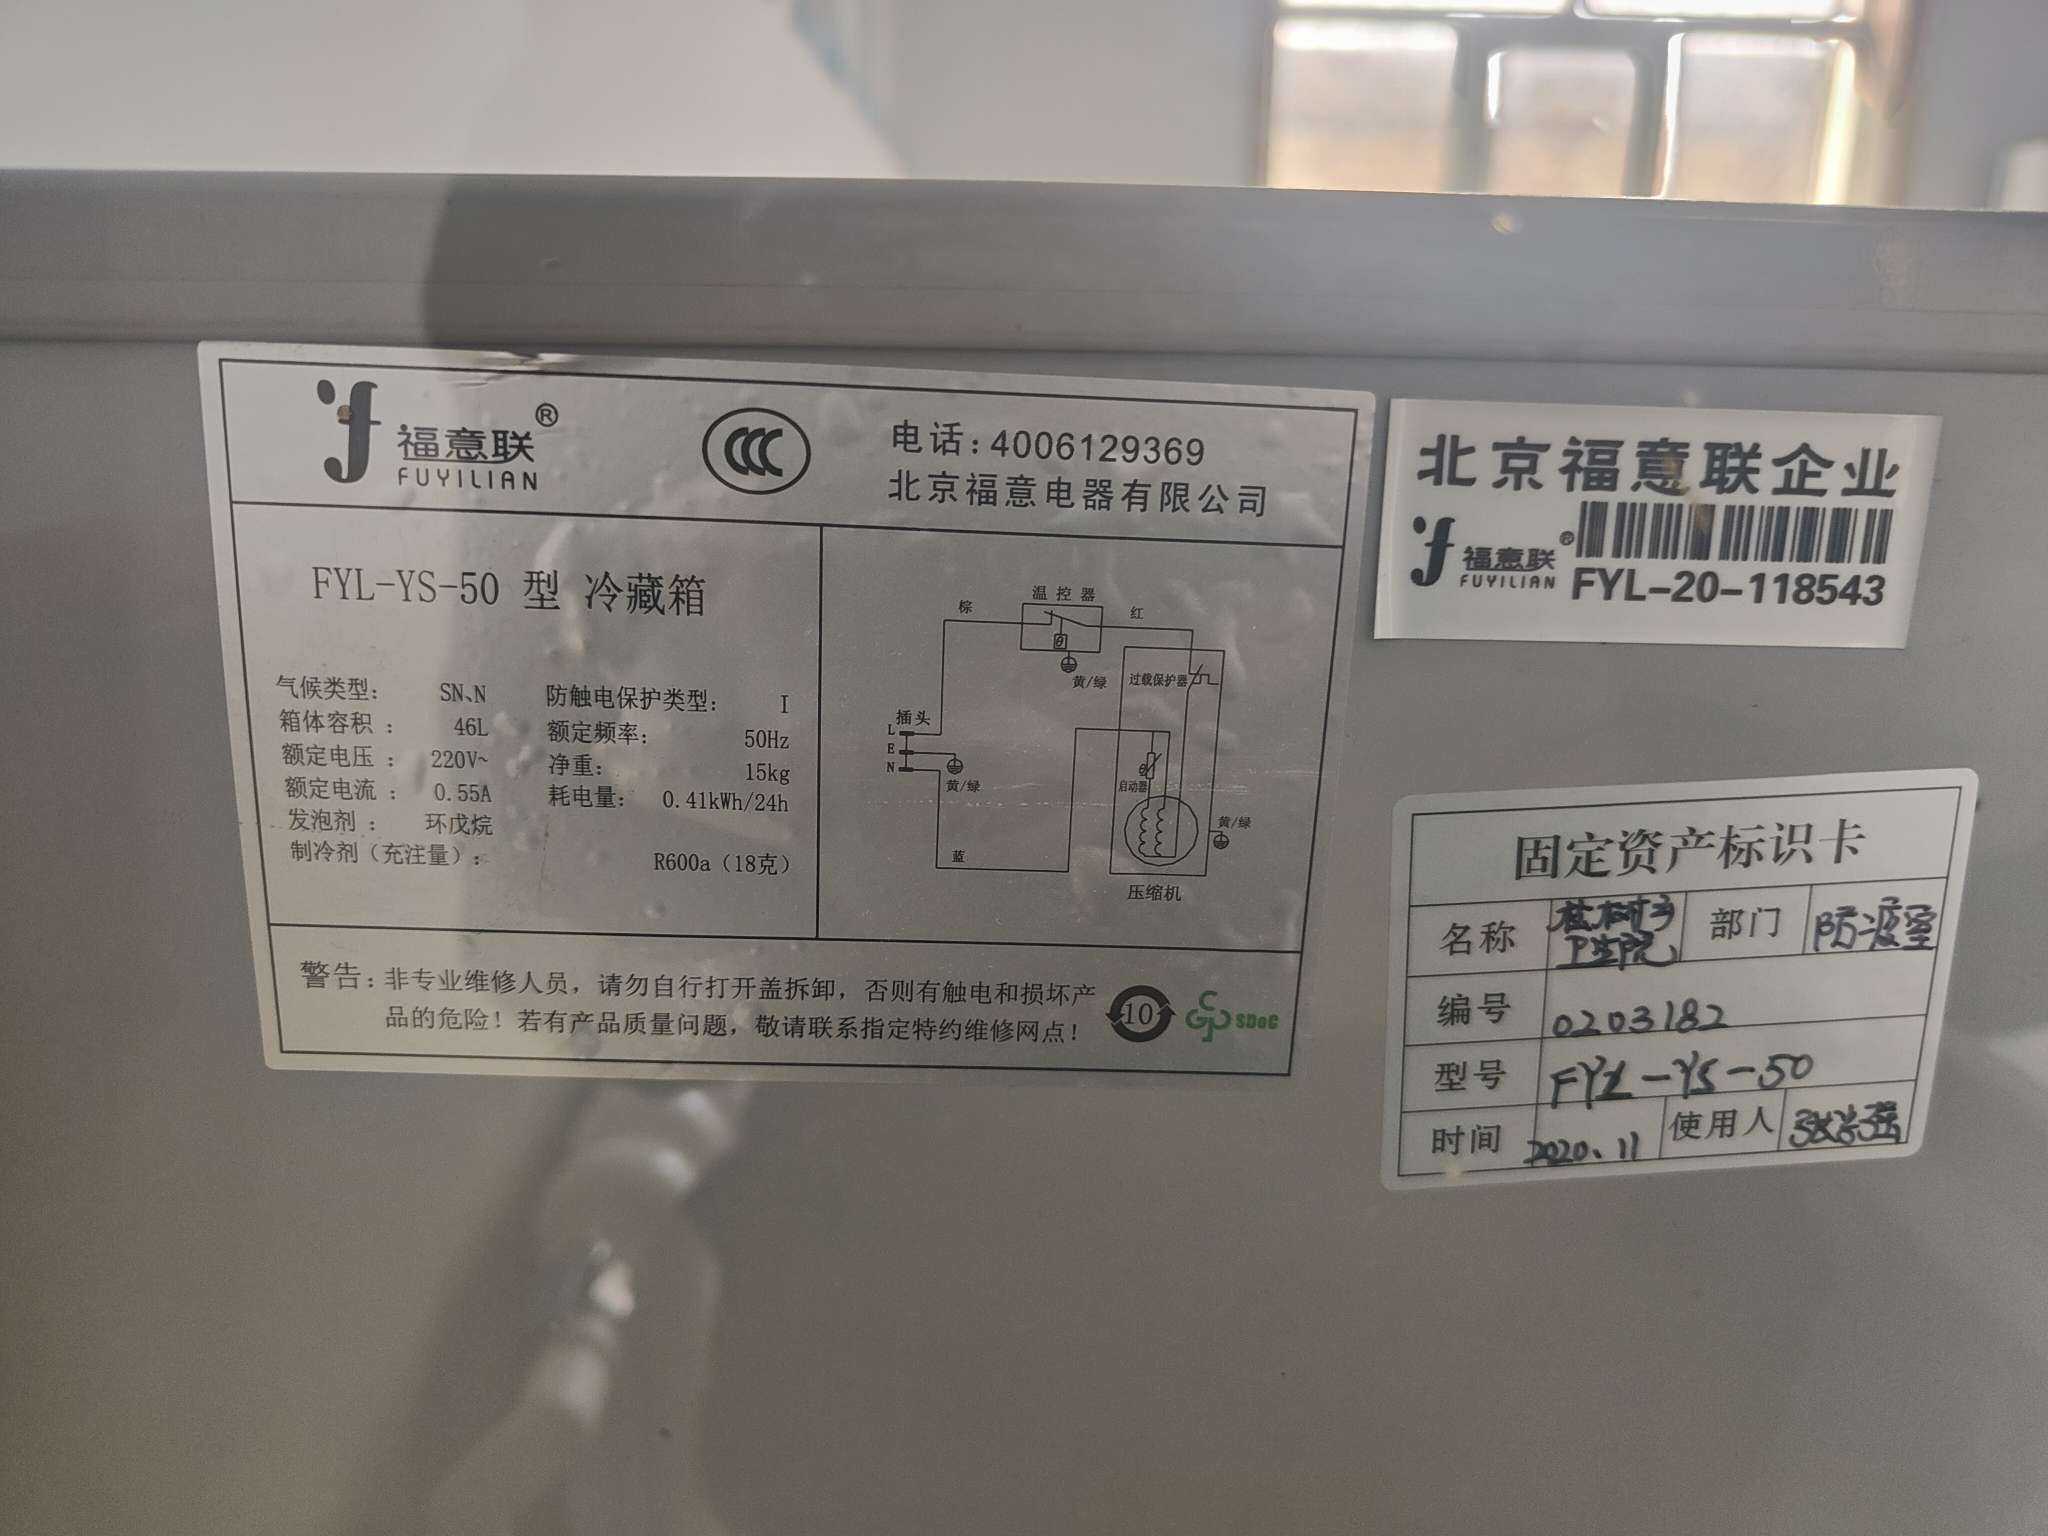 福意联®
FUYILIAN
电话:4006129369
北京福意电器有限公司
FYL-YS-50 型 冷藏箱
气候类型: SN、N
箱体容积: 46L
额定电压: 220V~
额定电流: 0.55A
发泡剂: 环戊烷
制冷剂(充注量): R600a(18克)
防触电保护类型: I
额定频率: 50Hz
净重: 15kg
耗电量: 0.41kWh/24h
温控器
棕
红
θ
黄/绿
过载保护器
插头
L
E
N
黄/绿
θ
启动器
黄/绿
蓝
压缩机
警告:非专业维修人员,请勿自行打开盖拆卸,否则有触电和损坏产
品的危险!若有产品质量问题,敬请联系指定特约维修网点!
10
CGP SDoC
北京福意联企业
福意联®
FUYILIAN
FYL-20-118543
固定资产标识卡
名称 桂树乡卫生院 部门 防疫室
编号 0203182
型号 FYL-YS-50
时间 2020.11 使用人